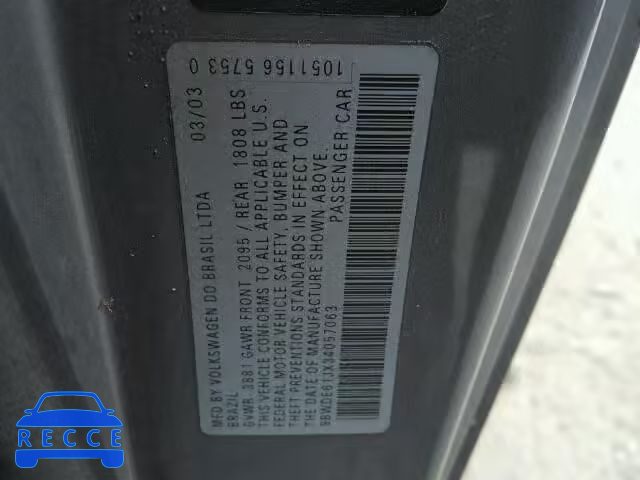 MFD BY VOLKSWAGEN DO BRASIL LTDA 03/03 1051156 5753 0
BRAZIL
GVWR 3881 GAWR FRONT 2095 / REAR 1808 LBS
THIS VEHICLE CONFORMS TO ALL APPLICABLE U.S.
FEDERAL MOTOR VEHICLE SAFETY, BUMPER AND
THEFT PREVENTIONS STANDARDS IN EFFECT ON
THE DATE OF MANUFACTURE SHOWN ABOVE.
9BWDE61JX34057063 PASSENGER CAR
RECCE